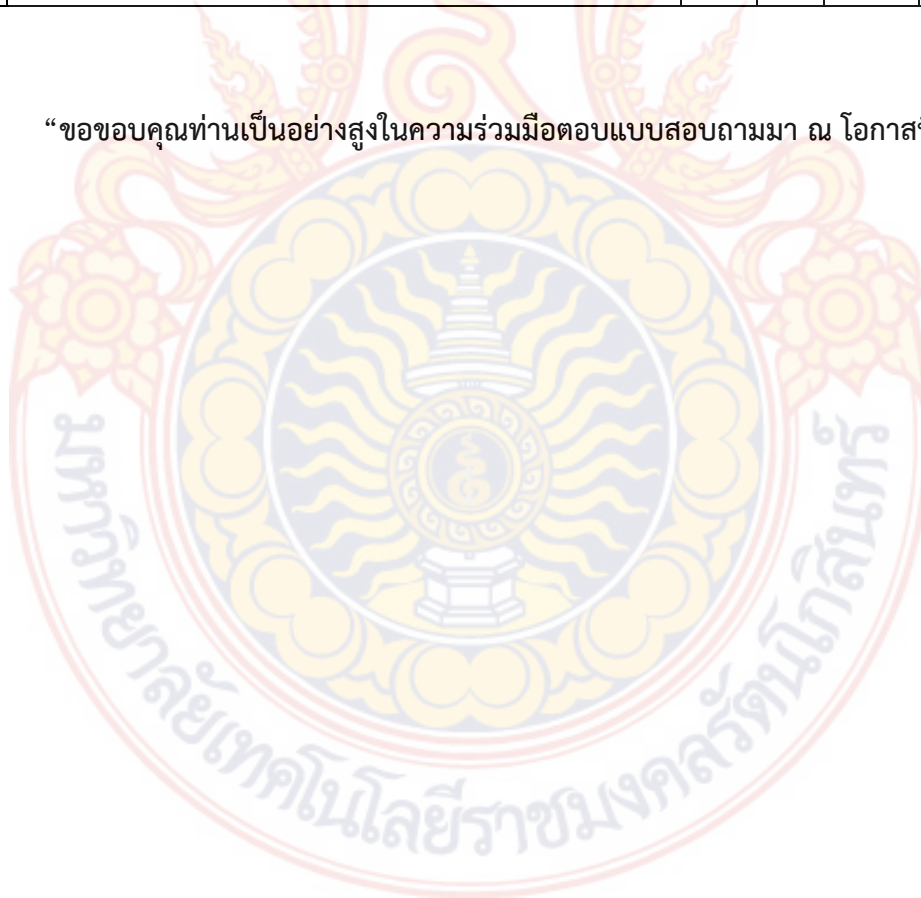 “ขอขอบคุณท่านเป็นอย่างสูงในความร่วมมือตอบแบบสอบถามมา ณ โอกาส
มหาวิทยาลัยเทคโนโลยีราชมงคลรัตนโกสินทร์